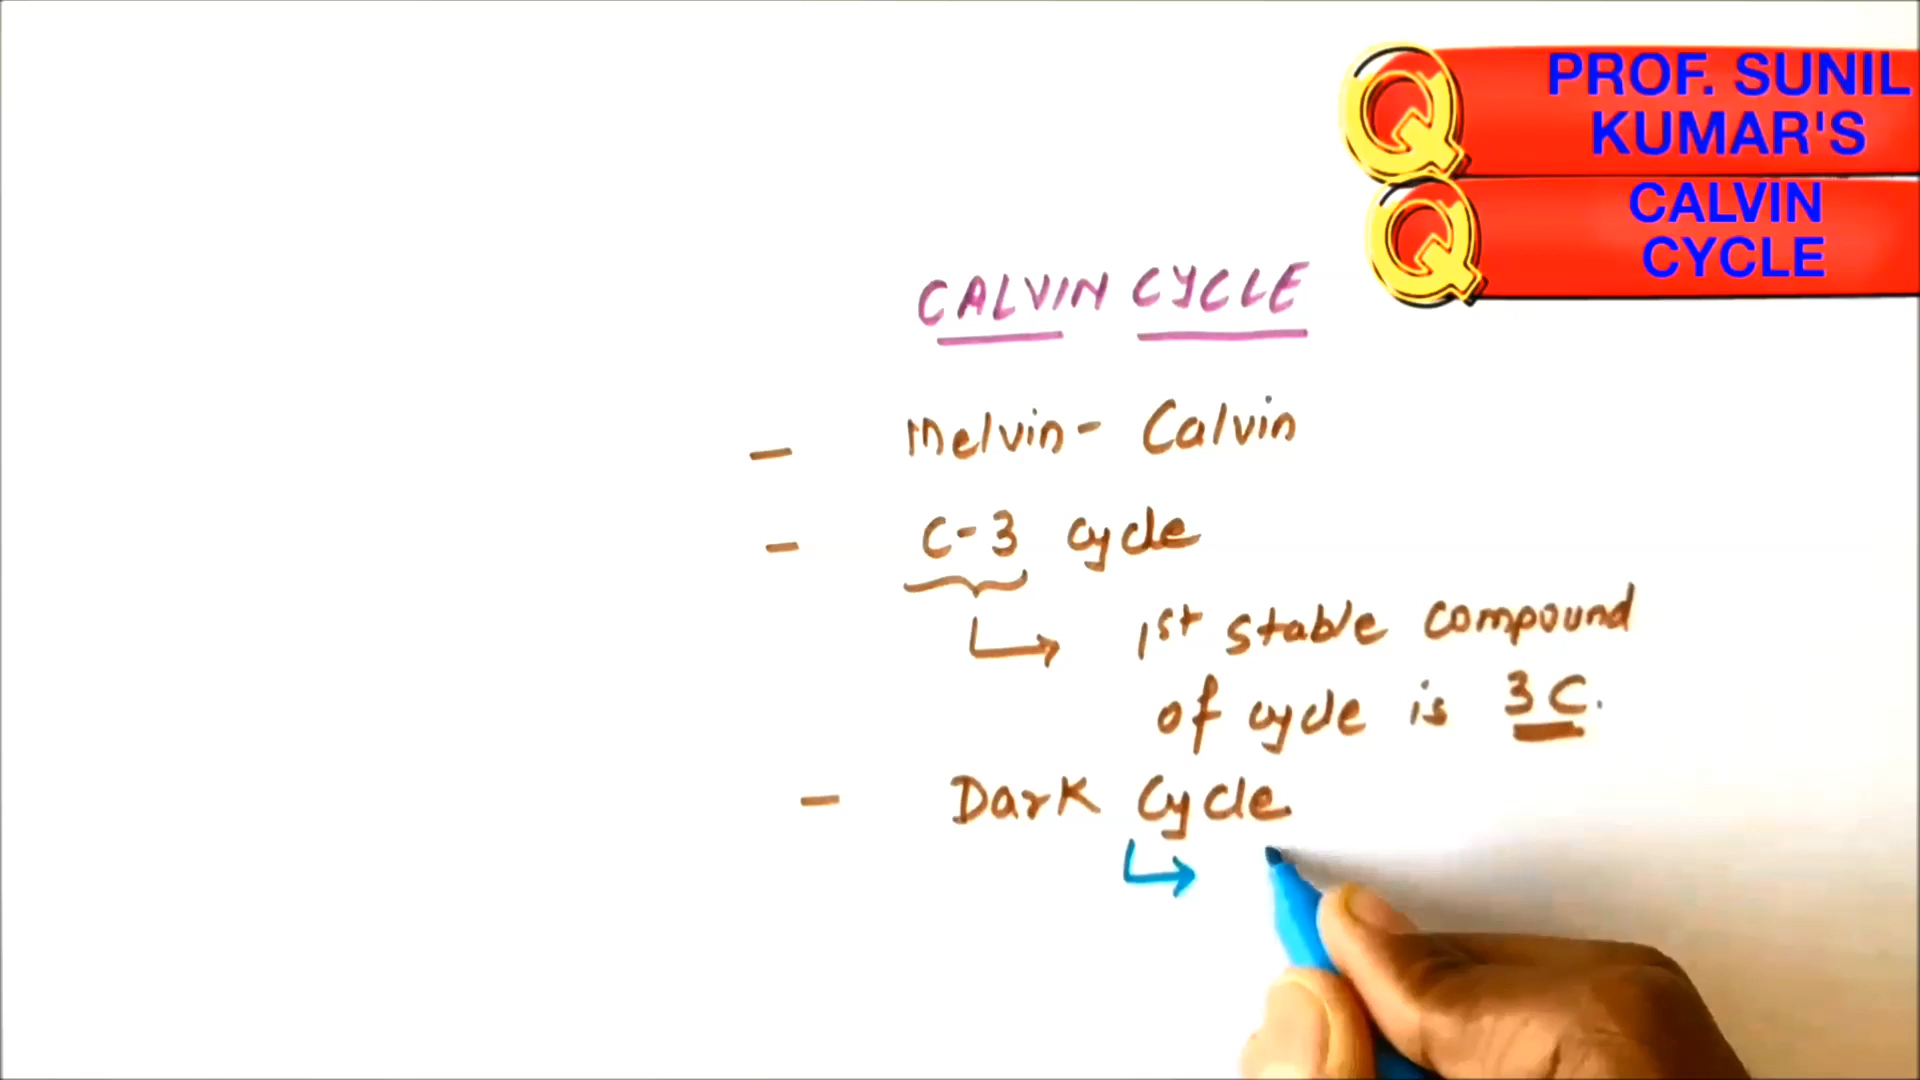 PROF. SUNIL
KUMAR'S
CALVIN
CYCLE
CALVIN CYCLE
- Melvin - Calvin
- C-3 cycle
1st stable compound
of cycle is 3C.
- Dark Cycle